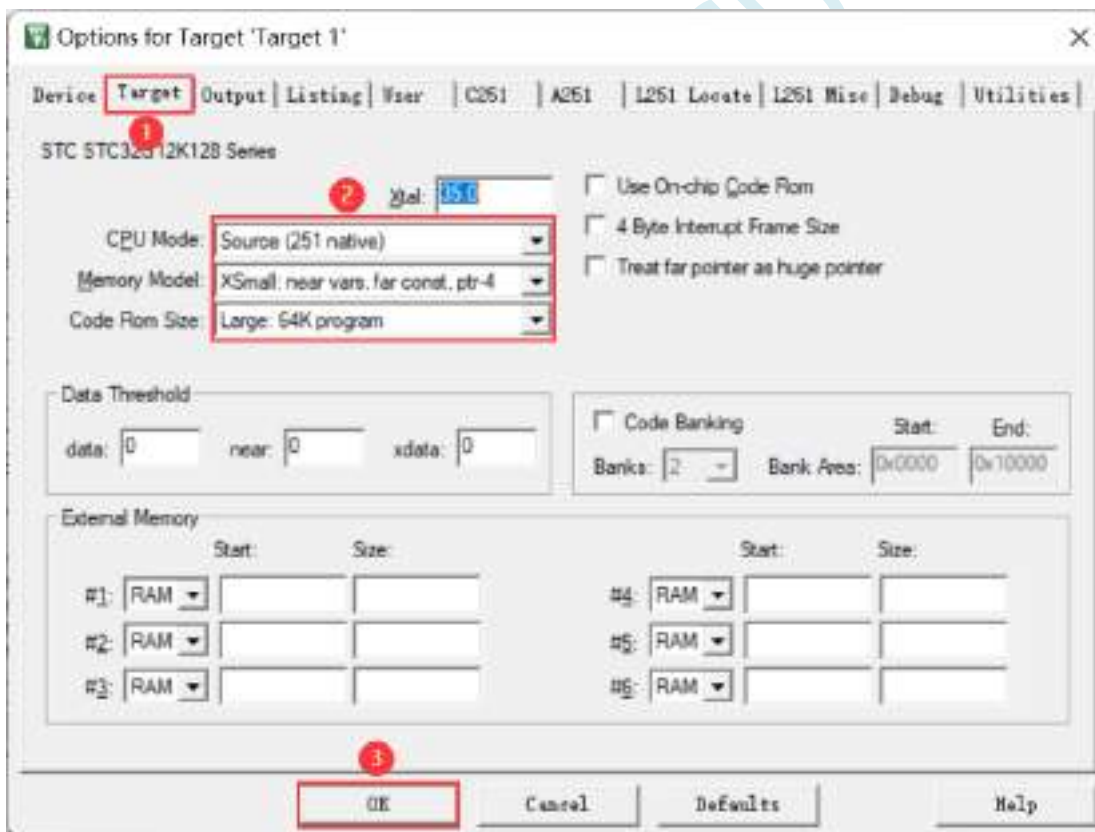 Options for Target 'Target 1'
Device Target Output Listing User C251 A251 L251 Locate L251 Misc Debug Utilities
1
STC STC32G12K128 Series
2 Xtal: 35.0 Use On-chip Code Rom
CPU Mode: Source (251 native) 4 Byte Interrupt Frame Size
Memory Model: XSmall: near vars, far const, ptr-4 Treat far pointer as huge pointer
Code Rom Size: Large: 64K program
Data Threshold
data: 0 near: 0 xdata: 0
Code Banking Start: End:
Banks: 2 Bank Area: 0x0000 0x10000
External Memory
Start: Size: Start: Size:
#1: RAM #4: RAM
#2: RAM #5: RAM
#3: RAM #6: RAM
3
OK Cancel Defaults Help